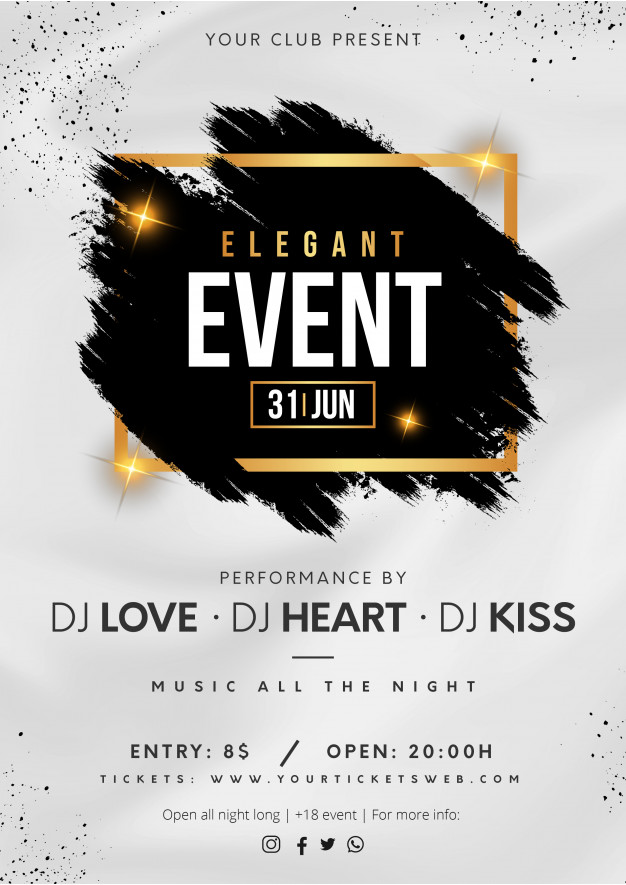 YOUR CLUB PRESENT
ELEGANT
EVENT
31 | JUN
PERFORMANCE BY
DJ LOVE · DJ HEART · DJ KISS
MUSIC ALL THE NIGHT
ENTRY: 8$ / OPEN: 20:00H
TICKETS: WWW.YOURTICKETSWEB.COM
Open all night long | +18 event | For more info: